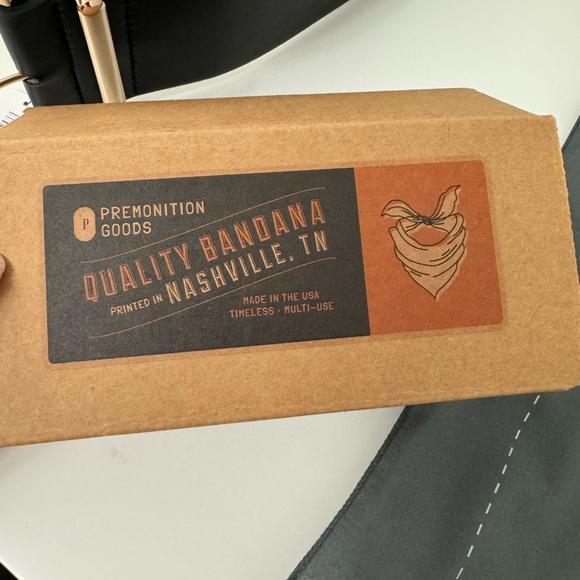 P
PREMONITION
GOODS
QUALITY BANDANA
PRINTED IN NASHVILLE, TN
MADE IN THE USA
TIMELESS · MULTI-USE